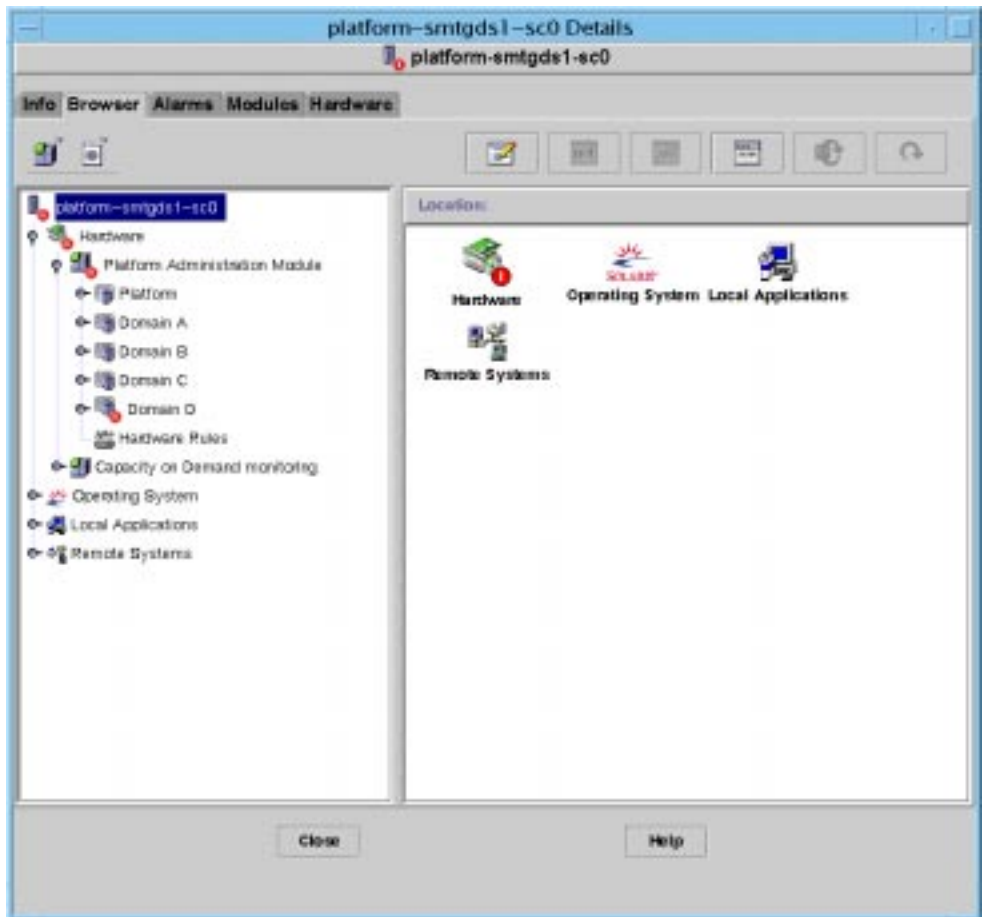 platform-smtgds1-sc0 Details
platform-smtgds1-sc0
Info Browser Alarms Modules Hardware
platform-smtgds1-sc0
Location:
Hardware
Platform Administration Module
Platform
Domain A
Domain B
Domain C
Domain D
Hardware Rules
Capacity on Demand monitoring
Operating System
Local Applications
Remote Systems
Hardware
SOLARIS
Operating System
Local Applications
Remote Systems
Close
Help